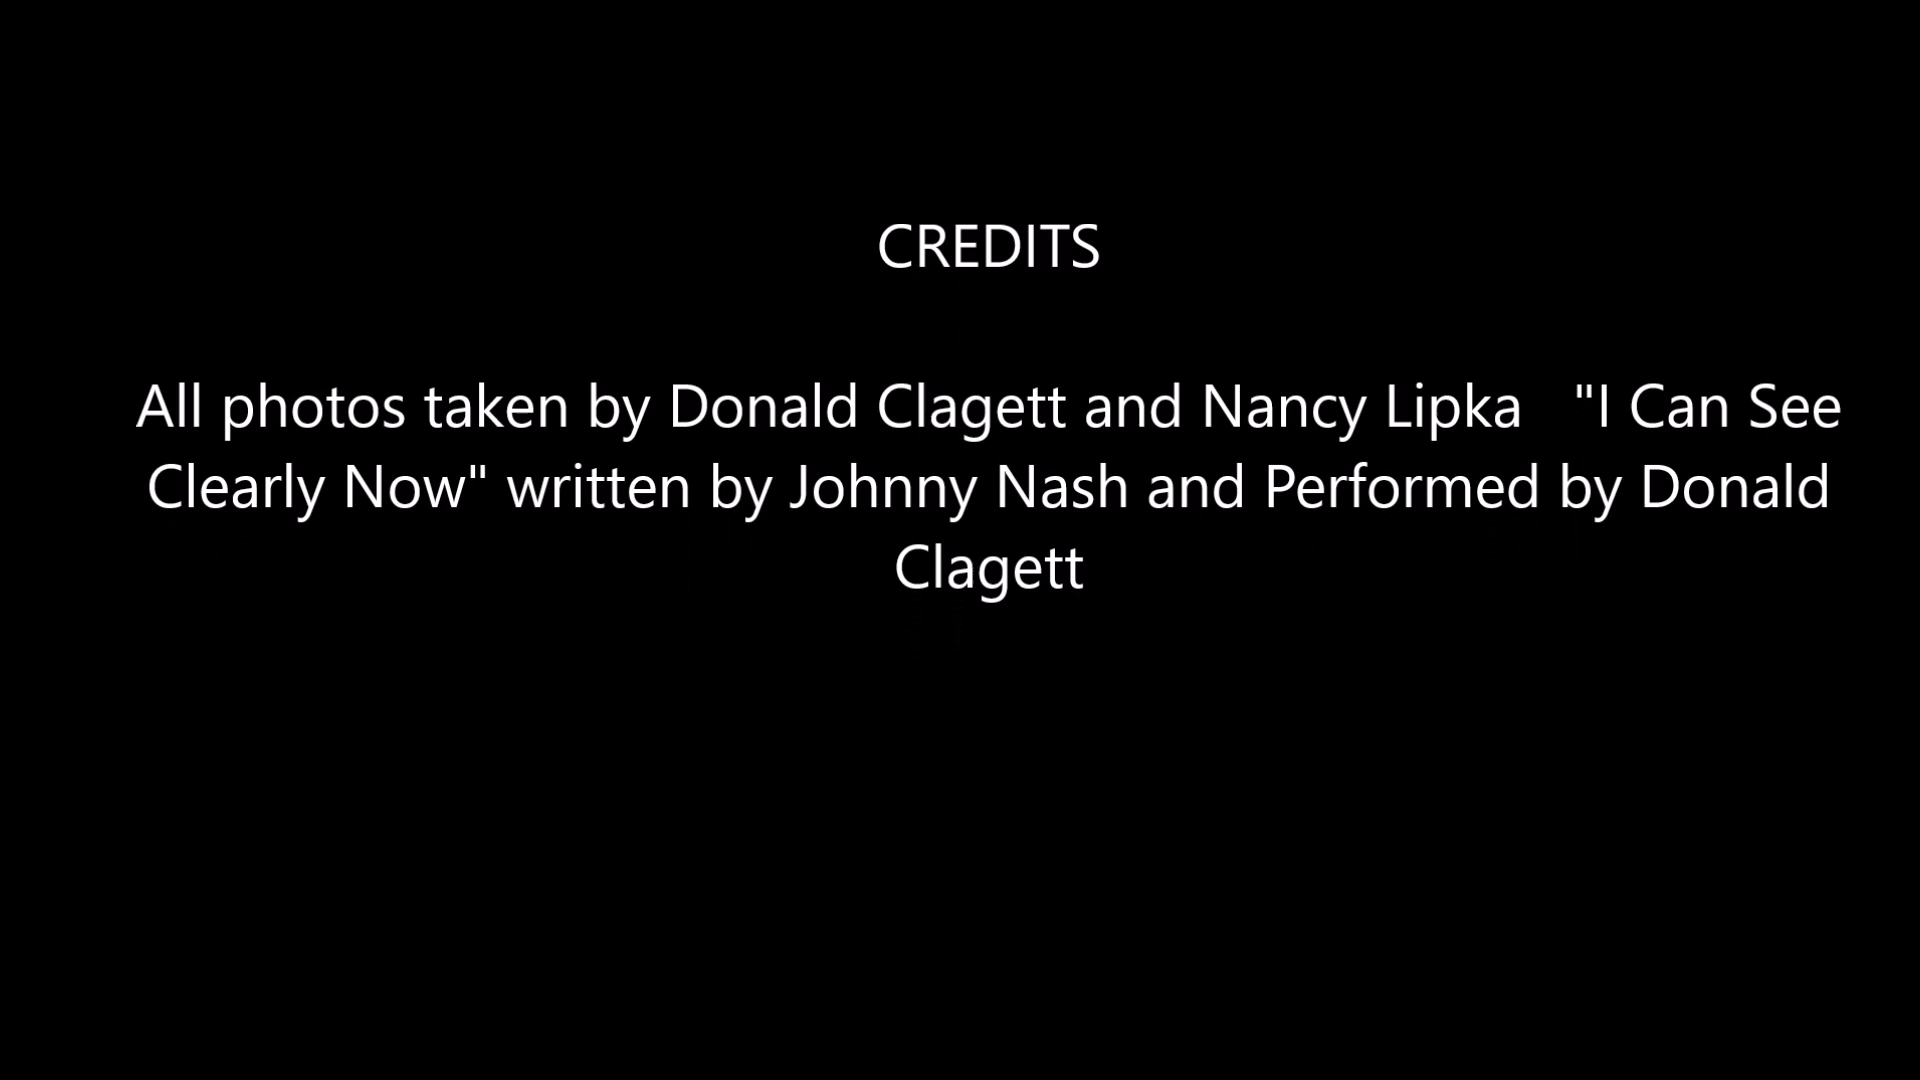 CREDITS
All photos taken by Donald Clagett and Nancy Lipka   "I Can See
Clearly Now" written by Johnny Nash and Performed by Donald
Clagett